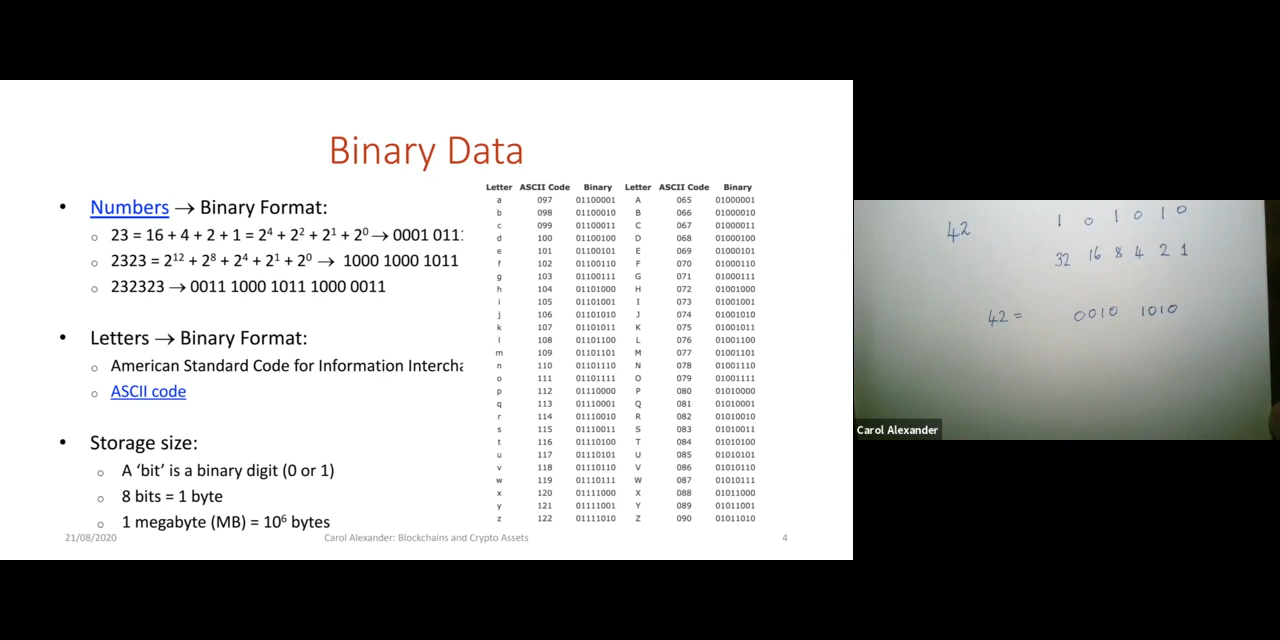 Binary Data
• Numbers → Binary Format:
o 23 = 16 + 4 + 2 + 1 = 2⁴ + 2² + 2¹ + 2⁰ → 0001 011
o 2323 = 2¹² + 2⁸ + 2⁴ + 2¹ + 2⁰ → 1000 1000 1011
o 232323 → 0011 1000 1011 1000 0011
• Letters → Binary Format:
o American Standard Code for Information Interch
o ASCII code
• Storage size:
o A ‘bit’ is a binary digit (0 or 1)
o 8 bits = 1 byte
o 1 megabyte (MB) = 10⁶ bytes
Letter ASCII Code Binary Letter ASCII Code Binary
a 097 01100001 A 065 01000001
b 098 01100010 B 066 01000010
c 099 01100011 C 067 01000011
d 100 01100100 D 068 01000100
e 101 01100101 E 069 01000101
f 102 01100110 F 070 01000110
g 103 01100111 G 071 01000111
h 104 01101000 H 072 01001000
i 105 01101001 I 073 01001001
j 106 01101010 J 074 01001010
k 107 01101011 K 075 01001011
l 108 01101100 L 076 01001100
m 109 01101101 M 077 01001101
n 110 01101110 N 078 01001110
o 111 01101111 O 079 01001111
p 112 01110000 P 080 01010000
q 113 01110001 Q 081 01010001
r 114 01110010 R 082 01010010
s 115 01110011 S 083 01010011
t 116 01110100 T 084 01010100
u 117 01110101 U 085 01010101
v 118 01110110 V 086 01010110
w 119 01110111 W 087 01010111
x 120 01111000 X 088 01011000
y 121 01111001 Y 089 01011001
z 122 01111010 Z 090 01011010
21/08/2020 Carol Alexander: Blockchains and Crypto Assets 4
42 1 0 1 0 1 0
32 16 8 4 2 1
42 = 0010 1010
Carol Alexander